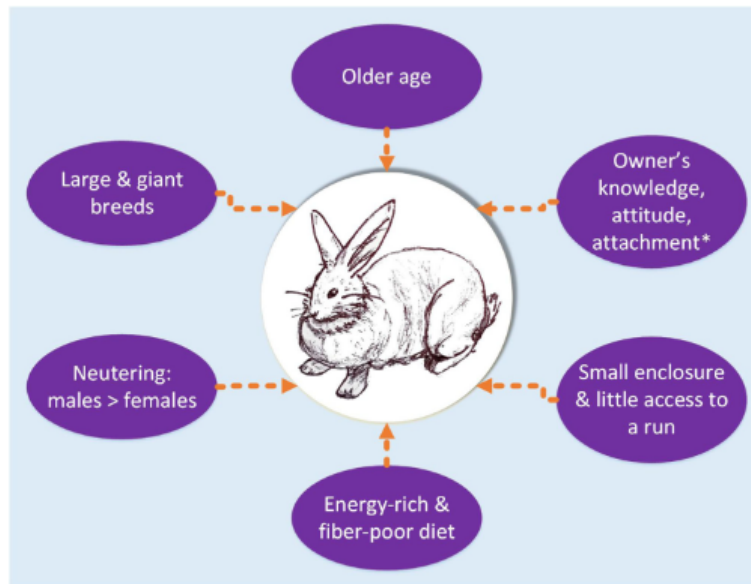 Older age
Large & giant
breeds
Owner's
knowledge,
attitude,
attachment*
Neutering:
males > females
Small enclosure
& little access to
a run
Energy-rich &
fiber-poor diet